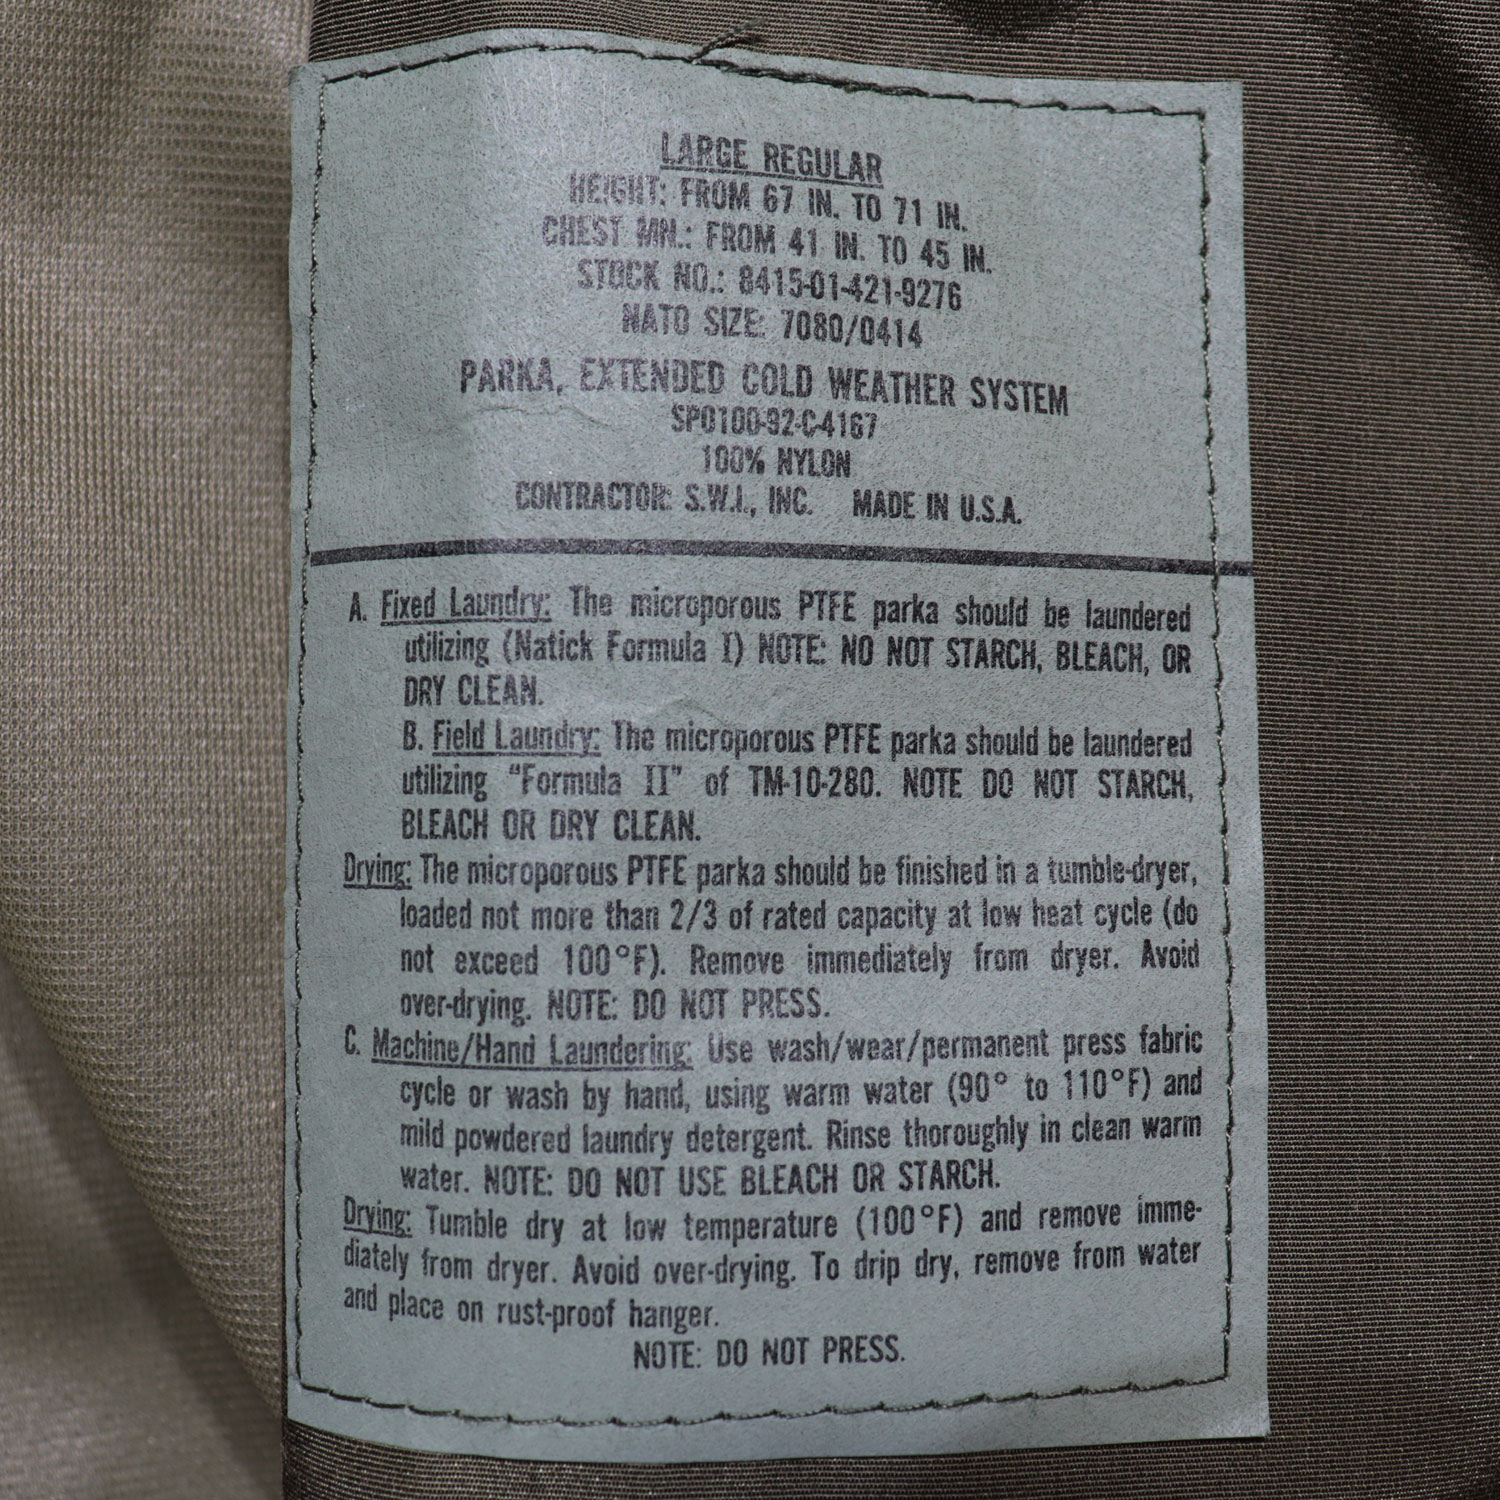 LARGE REGULAR
HEIGHT: FROM 67 IN. TO 71 IN.
CHEST MN.: FROM 41 IN. TO 45 IN.
STOCK NO.: 8415-01-421-9276
NATO SIZE: 7080/0414
PARKA, EXTENDED COLD WEATHER SYSTEM
SP0100-92-C-4167
100% NYLON
CONTRACTOR: S.W.I., INC. MADE IN U.S.A.
A. Fixed Laundry: The microporous PTFE parka should be laundered
utilizing (Natick Formula I) NOTE: NO NOT STARCH, BLEACH, OR
DRY CLEAN.
B. Field Laundry: The microporous PTFE parka should be laundered
utilizing "Formula II" of TM-10-280. NOTE DO NOT STARCH,
BLEACH OR DRY CLEAN.
Drying: The microporous PTFE parka should be finished in a tumble-dryer,
loaded not more than 2/3 of rated capacity at low heat cycle (do
not exceed 100°F). Remove immediately from dryer. Avoid
over-drying. NOTE: DO NOT PRESS.
C. Machine/Hand Laundering: Use wash/wear/permanent press fabric
cycle or wash by hand, using warm water (90° to 110°F) and
mild powdered laundry detergent. Rinse thoroughly in clean warm
water. NOTE: DO NOT USE BLEACH OR STARCH.
Drying: Tumble dry at low temperature (100°F) and remove imme-
diately from dryer. Avoid over-drying. To drip dry, remove from water
and place on rust-proof hanger.
NOTE: DO NOT PRESS.